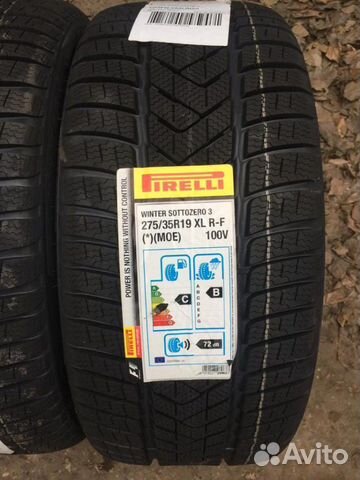 PIRELLI
WINTER SOTTOZERO 3
275/35R19 XL R-F
(*)(MOE) 100V
POWER IS NOTHING WITHOUT CONTROL
C
B
A
B
C
D
E
F
G
72 dB
Avito